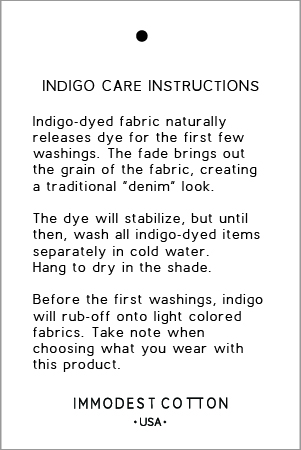 INDIGO CARE INSTRUCTIONS
Indigo-dyed fabric naturally
releases dye for the first few
washings. The fade brings out
the grain of the fabric, creating
a traditional "denim" look.
The dye will stabilize, but until
then, wash all indigo-dyed items
separately in cold water.
Hang to dry in the shade.
Before the first washings, indigo
will rub-off onto light colored
fabrics. Take note when
choosing what you wear with
this product.
IMMODEST COTTON
•USA•